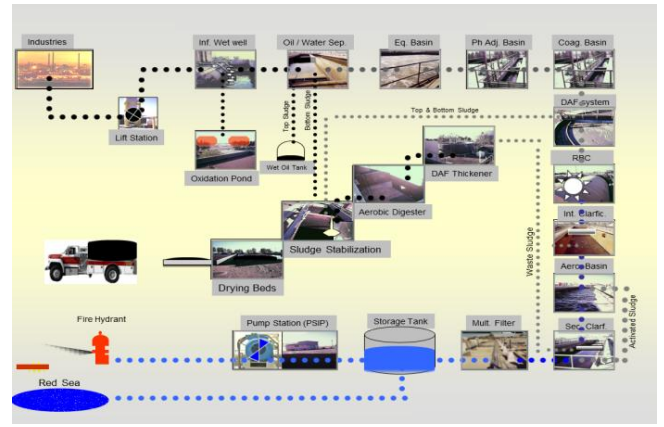 Industries
Inf. Wet well
Oil / Water Sep.
Eq. Basin
Ph Adj. Basin
Coag. Basin
Lift Station
Top Sludge
Bottom Sludge
Top & Bottom Sludge
DAF system
Oxidation Pond
Wet Oil Tank
DAF Thickener
RBC
Aerobic Digester
Int. Clarfic.
Sludge Stabilization
Waste Sludge
Drying Beds
Aero. Basin
Activated Sludge
Fire Hydrant
Pump Station (PSIP)
Storage Tank
Mult. Filter
Sec. Clarf.
Red Sea